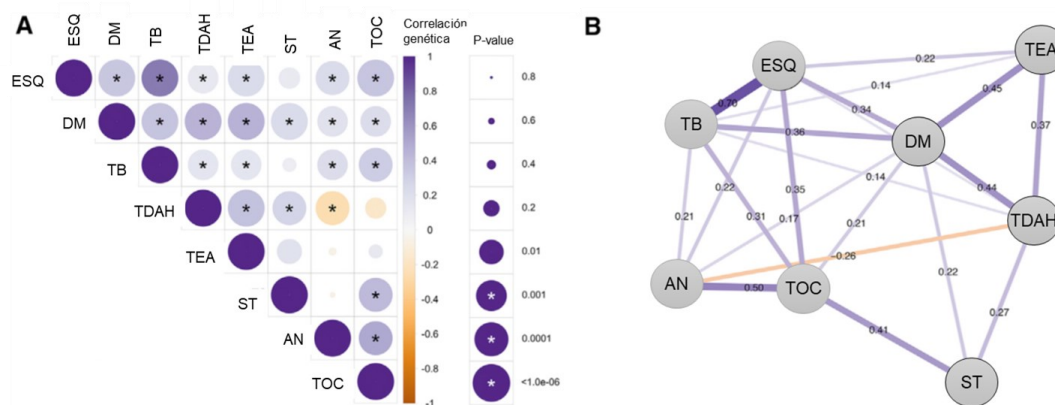 A
ESQ DM TB TDAH TEA ST AN TOC
Correlación
genética
P-value
ESQ * * * * * *
DM * * * * * *
TB * * * *
TDAH * * *
TEA
ST *
AN *
TOC
1
0.8
0.6
0.4
0.2
0
-0.2
-0.4
-0.6
-0.8
-1
0.8
0.6
0.4
0.2
0.01
* 0.001
* 0.0001
* <1.0e-06
B
TEA
ESQ
0.22
0.14
0.45
0.70
0.34
TB
0.36
DM
0.37
0.14
0.44
0.22
0.35
0.21
0.31
0.17
0.21
TDAH
-0.26
AN
0.50
TOC
0.22
0.27
0.41
ST